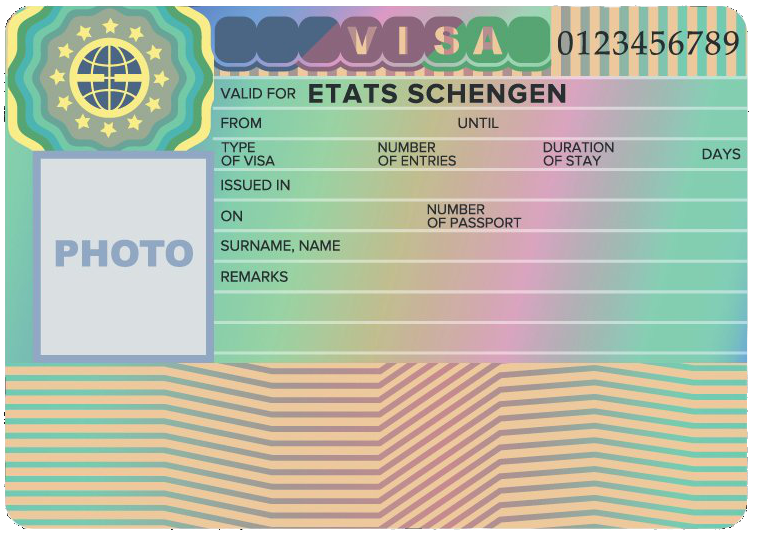 VISA 0123456789
VALID FOR ETATS SCHENGEN
FROM UNTIL
TYPE OF VISA NUMBER OF ENTRIES DURATION OF STAY DAYS
ISSUED IN
ON NUMBER OF PASSPORT
PHOTO
SURNAME, NAME
REMARKS